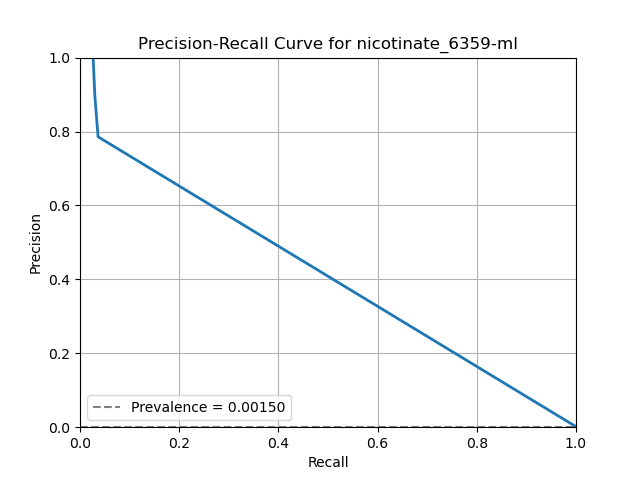 Precision-Recall Curve for nicotinate_6359-ml
1.0
0.8
0.6
0.4
0.2
0.0
Precision
Prevalence = 0.00150
0.0 0.2 0.4 0.6 0.8 1.0
Recall